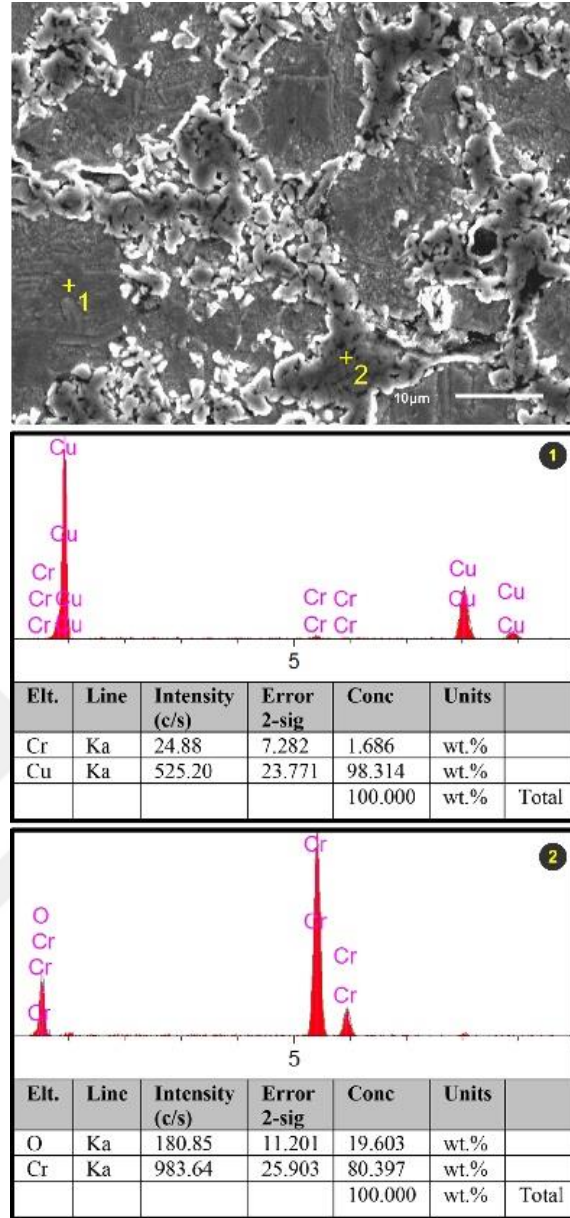 +1
+2
10µm
1
Cu
Cu
Cr
Cr Cu
Cr Cu
Cr Cr
Cr Cr
Cu
Cu
Cu
Cu
5
Elt. Line Intensity (c/s) Error 2-sig Conc Units
Cr Ka 24.88 7.282 1.686 wt.%
Cu Ka 525.20 23.771 98.314 wt.%
100.000 wt.% Total
2
Cr
Cr
O
Cr
Cr
Cr
Cr
Cr
5
Elt. Line Intensity (c/s) Error 2-sig Conc Units
O Ka 180.85 11.201 19.603 wt.%
Cr Ka 983.64 25.903 80.397 wt.%
100.000 wt.% Total